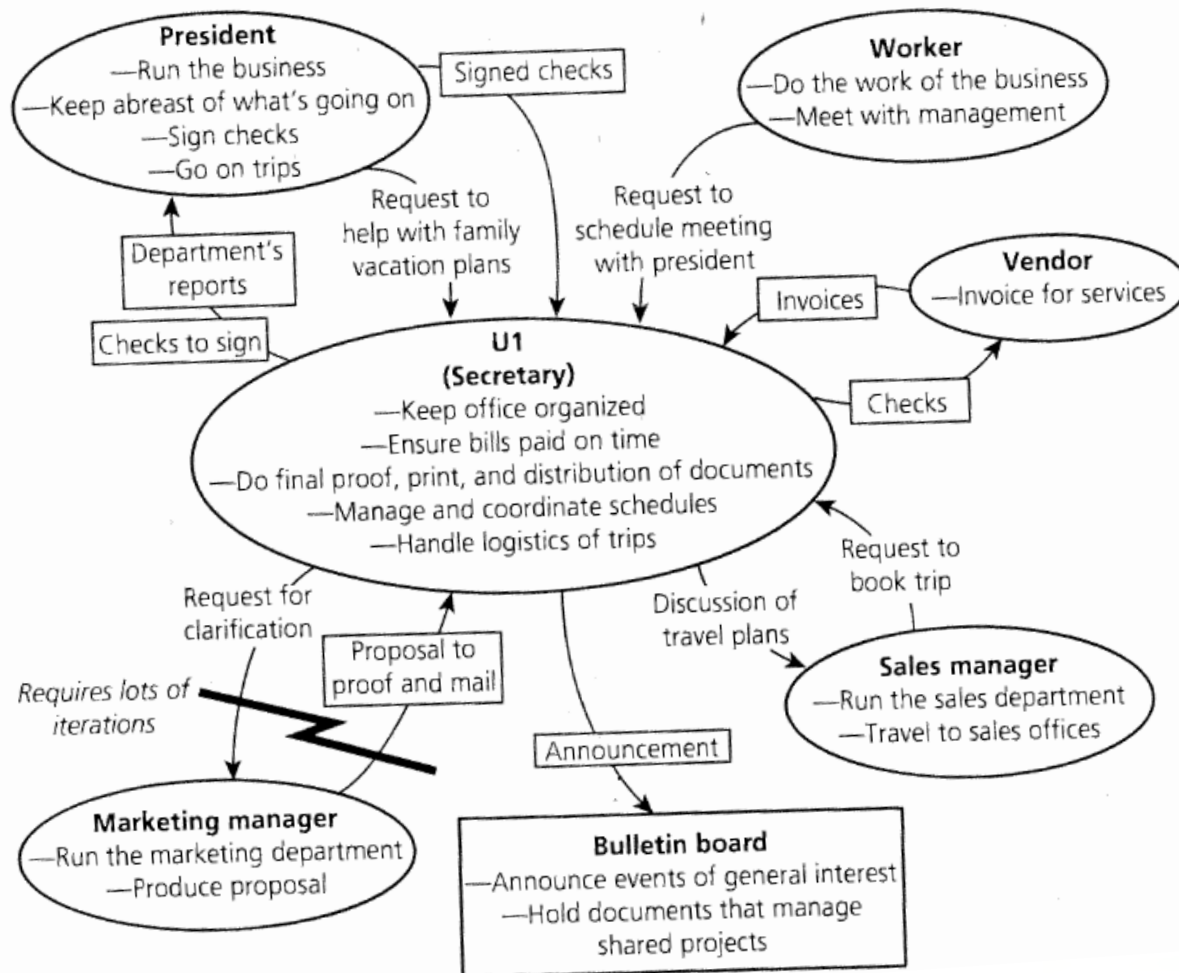 President
—Run the business
—Keep abreast of what's going on
—Sign checks
—Go on trips
Signed checks
Worker
—Do the work of the business
—Meet with management
Request to
help with family
vacation plans
Request to
schedule meeting
with president
Department's
reports
Checks to sign
Vendor
—Invoice for services
Invoices
Checks
U1
(Secretary)
—Keep office organized
—Ensure bills paid on time
—Do final proof, print, and distribution of documents
—Manage and coordinate schedules
—Handle logistics of trips
Request for
clarification
Proposal to
proof and mail
Requires lots of
iterations
Discussion of
travel plans
Request to
book trip
Sales manager
—Run the sales department
—Travel to sales offices
Announcement
Marketing manager
—Run the marketing department
—Produce proposal
Bulletin board
—Announce events of general interest
—Hold documents that manage
shared projects